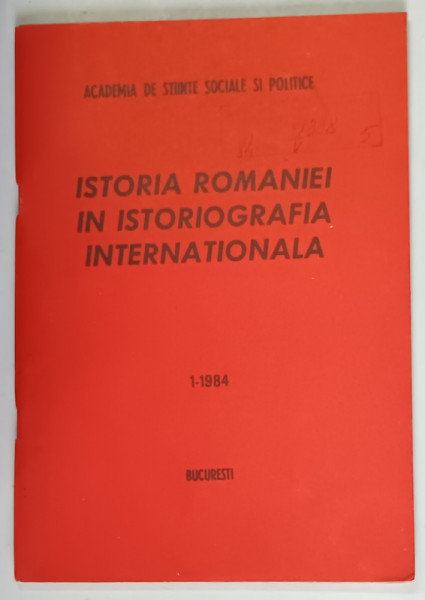 ACADEMIA DE STIINTE SOCIALE SI POLITICE
ISTORIA ROMANIEI
IN ISTORIOGRAFIA
INTERNATIONALA
1-1984
BUCURESTI